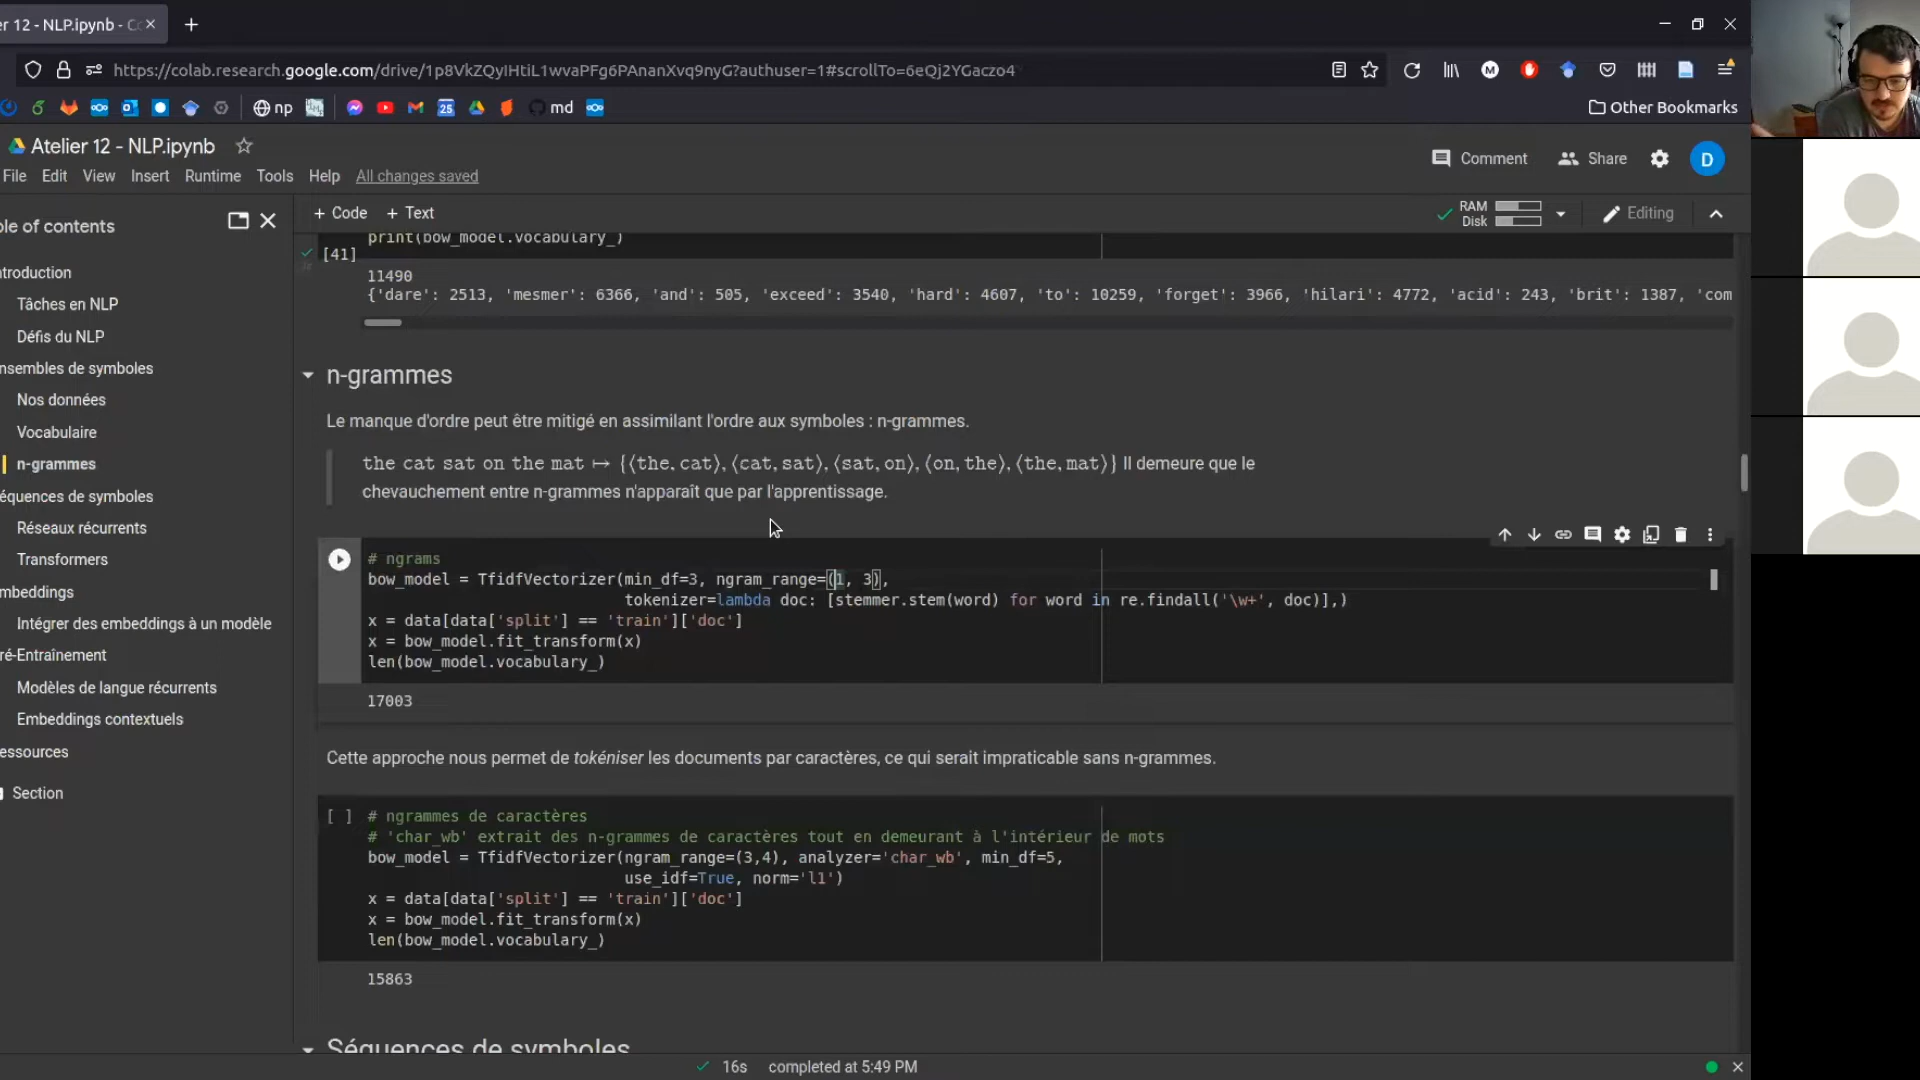 er 12 - NLP.ipynb - C
https://colab.research.google.com/drive/1p8VkZQyIHtiL1wvaPFg6PAnanXvq9nyG?authuser=1#scrollTo=6eQj2YGaczo4
np
25
md
Other Bookmarks
Atelier 12 - NLP.ipynb
Comment
Share
D
File Edit View Insert Runtime Tools Help All changes saved
ble of contents
+ Code + Text
RAM
Disk
Editing
ntroduction
Tâches en NLP
Défis du NLP
nsembles de symboles
Nos données
Vocabulaire
n-grammes
équences de symboles
Réseaux récurrents
Transformers
mbeddings
Intégrer des embeddings à un modèle
ré-Entraînement
Modèles de langue récurrents
Embeddings contextuels
essources
Section
print(bow_model.vocabulary_)
[41]
11490
{'dare': 2513, 'mesmer': 6366, 'and': 505, 'exceed': 3540, 'hard': 4607, 'to': 10259, 'forget': 3966, 'hilari': 4772, 'acid': 243, 'brit': 1387, 'com
n-grammes
Le manque d'ordre peut être mitigé en assimilant l'ordre aux symboles : n-grammes.
the cat sat on the mat ↦ {⟨the, cat⟩, ⟨cat, sat⟩, ⟨sat, on⟩, ⟨on, the⟩, ⟨the, mat⟩} Il demeure que le
chevauchement entre n-grammes n'apparaît que par l'apprentissage.
# ngrams
bow_model = TfidfVectorizer(min_df=3, ngram_range=(1, 3),
tokenizer=lambda doc: [stemmer.stem(word) for word in re.findall('\w+', doc)],)
x = data[data['split'] == 'train']['doc']
x = bow_model.fit_transform(x)
len(bow_model.vocabulary_)
17003
Cette approche nous permet de tokéniser les documents par caractères, ce qui serait impraticable sans n-grammes.
[ ] # ngrammes de caractères
# 'char_wb' extrait des n-grammes de caractères tout en demeurant à l'intérieur de mots
bow_model = TfidfVectorizer(ngram_range=(3,4), analyzer='char_wb', min_df=5,
use_idf=True, norm='l1')
x = data[data['split'] == 'train']['doc']
x = bow_model.fit_transform(x)
len(bow_model.vocabulary_)
15863
Séquences de symboles
16s completed at 5:49 PM